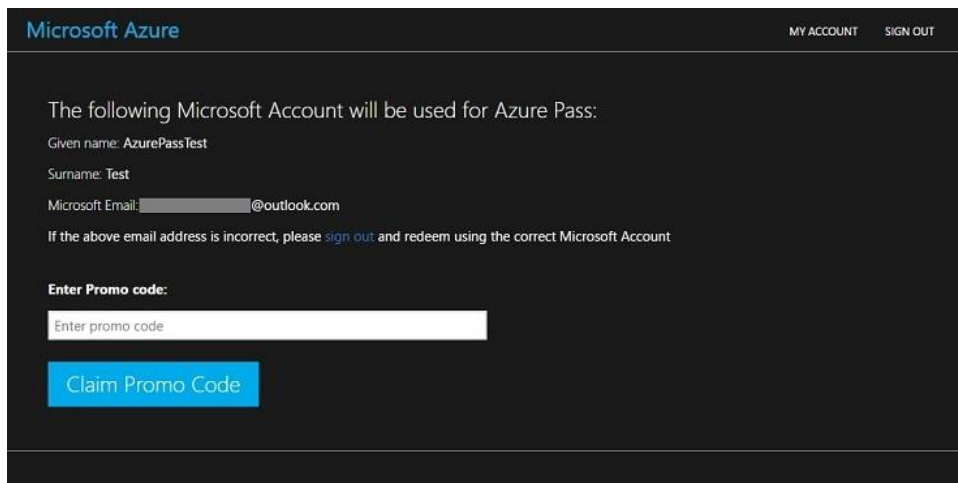 Microsoft Azure
MY ACCOUNT SIGN OUT
The following Microsoft Account will be used for Azure Pass:
Given name: AzurePassTest
Surname: Test
Microsoft Email: @outlook.com
If the above email address is incorrect, please sign out and redeem using the correct Microsoft Account
Enter Promo code:
Enter promo code
Claim Promo Code